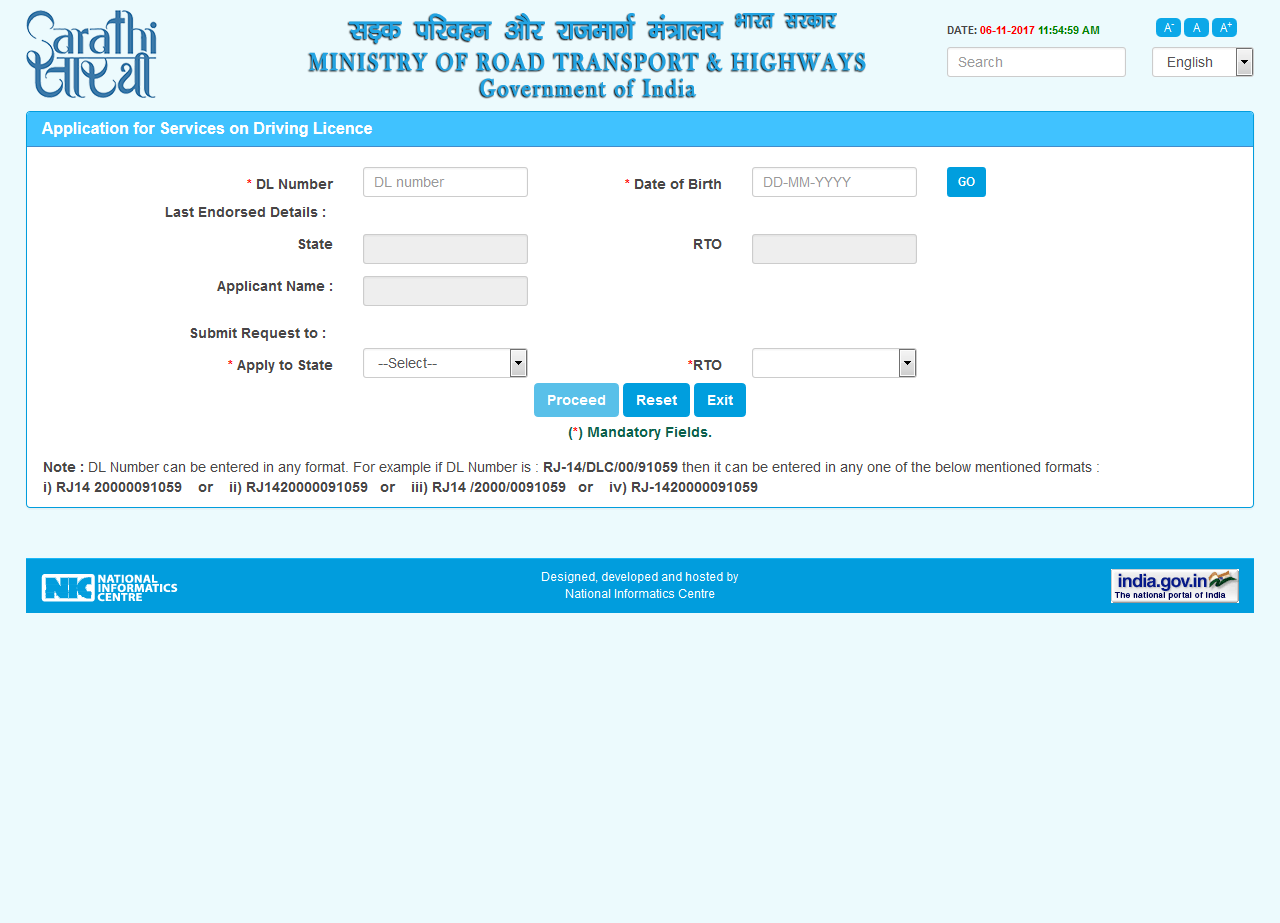 Sarathi
सारथी
सड़क परिवहन और राजमार्ग मंत्रालय भारत सरकार
MINISTRY OF ROAD TRANSPORT & HIGHWAYS
Government of India
DATE: 06-11-2017 11:54:59 AM
A- A A+
Search
English
Application for Services on Driving Licence
* DL Number DL number * Date of Birth DD-MM-YYYY GO
Last Endorsed Details :
State RTO
Applicant Name :
Submit Request to :
* Apply to State --Select-- *RTO
Proceed Reset Exit
(*) Mandatory Fields.
Note : DL Number can be entered in any format. For example if DL Number is : RJ-14/DLC/00/91059 then it can be entered in any one of the below mentioned formats :
i) RJ14 20000091059 or ii) RJ1420000091059 or iii) RJ14 /2000/0091059 or iv) RJ-1420000091059
NIC NATIONAL
INFORMATICS
CENTRE
Designed, developed and hosted by
National Informatics Centre
india.gov.in
The national portal of India